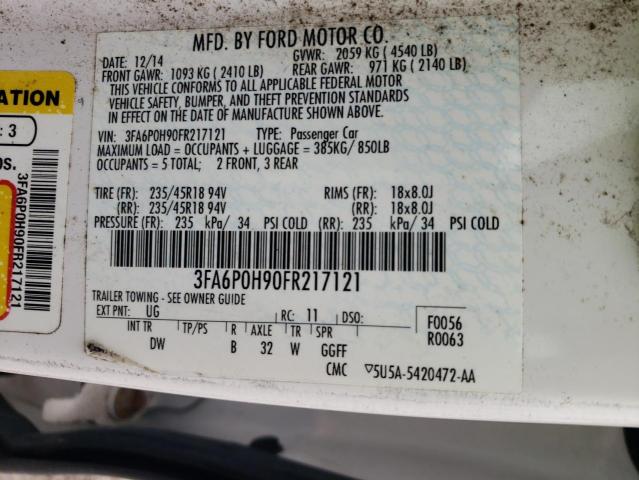 MFD. BY FORD MOTOR CO.
DATE: 12/14 GVWR: 2059 KG ( 4540 LB)
FRONT GAWR: 1093 KG ( 2410 LB) REAR GAWR: 971 KG ( 2140 LB)
THIS VEHICLE CONFORMS TO ALL APPLICABLE FEDERAL MOTOR
VEHICLE SAFETY, BUMPER, AND THEFT PREVENTION STANDARDS
IN EFFECT ON THE DATE OF MANUFACTURE SHOWN ABOVE.
VIN: 3FA6P0H90FR217121 TYPE: Passenger Car
MAXIMUM LOAD = OCCUPANTS + LUGGAGE = 385KG/ 850LB
OCCUPANTS = 5 TOTAL; 2 FRONT, 3 REAR
TIRE (FR): 235/45R18 94V RIMS (FR): 18x8.0J
(RR): 235/45R18 94V (RR): 18x8.0J
PRESSURE (FR): 235 kPa/ 34 PSI COLD (RR): 235 kPa/ 34 PSI COLD
3FA6P0H90FR217121
TRAILER TOWING - SEE OWNER GUIDE
EXT PNT: UG RC: 11 DSO: F0056
INT TR TP/PS R AXLE TR SPR R0063
DW B 32 W GGFF
CMC ▽5U5A-5420472-AA
ATION
: 3
os.
3FA6P0H90FR217121